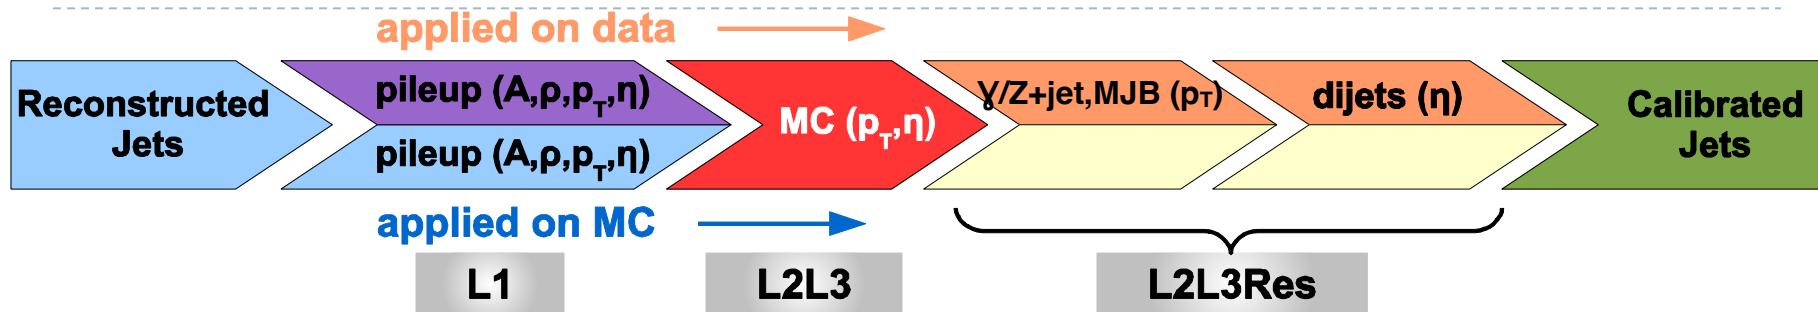 applied on data
Reconstructed
Jets
pileup (A,ρ,pT,η)
pileup (A,ρ,pT,η)
MC (pT,η)
γ/Z+jet,MJB (pT)
dijets (η)
Calibrated
Jets
applied on MC
L1
L2L3
L2L3Res